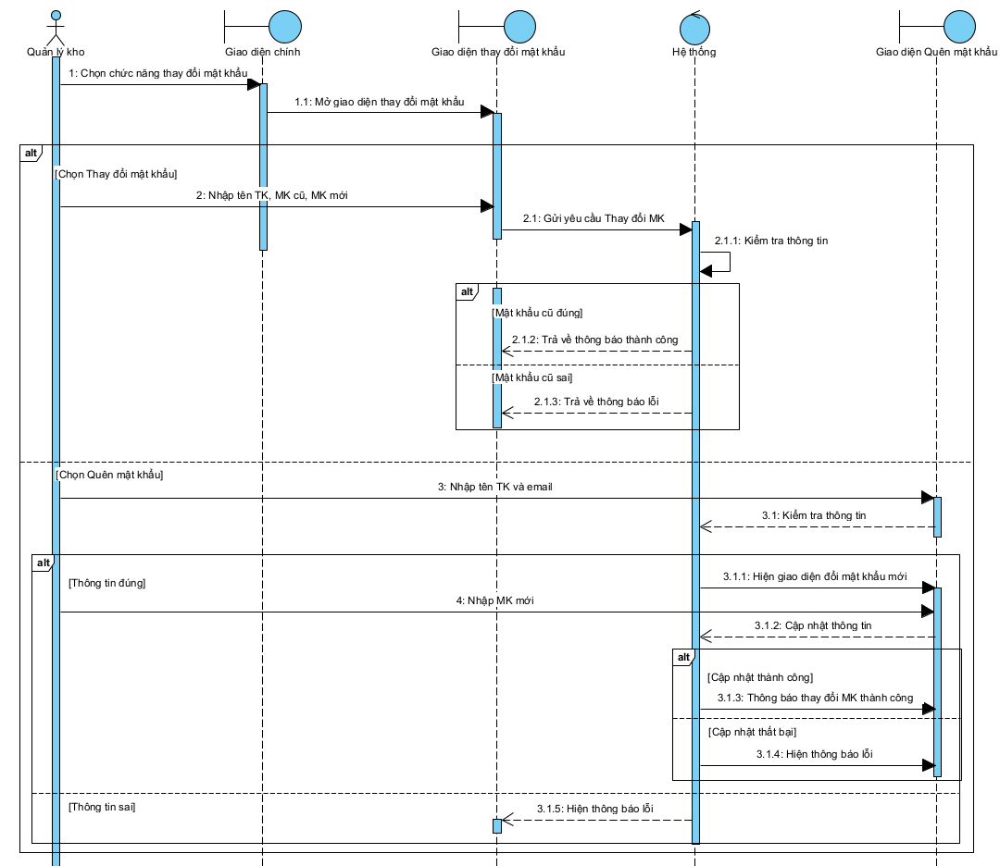 Quản lý kho
Giao diện chính
Giao diện thay đổi mật khẩu
Hệ thống
Giao diện Quên mật khẩu
1: Chọn chức năng thay đổi mật khẩu
1.1: Mở giao diện thay đổi mật khẩu
alt
[Chọn Thay đổi mật khẩu]
2: Nhập tên TK, MK cũ, MK mới
2.1: Gửi yêu cầu Thay đổi MK
2.1.1: Kiểm tra thông tin
alt
[Mật khẩu cũ đúng]
2.1.2: Trả về thông báo thành công
[Mật khẩu cũ sai]
2.1.3: Trả về thông báo lỗi
[Chọn Quên mật khẩu]
3: Nhập tên TK và email
3.1: Kiểm tra thông tin
alt
[Thông tin đúng]
3.1.1: Hiện giao diện đổi mật khẩu mới
4: Nhập MK mới
3.1.2: Cập nhật thông tin
alt
[Cập nhật thành công]
3.1.3: Thông báo thay đổi MK thành công
[Cập nhật thất bại]
3.1.4: Hiện thông báo lỗi
[Thông tin sai]
3.1.5: Hiện thông báo lỗi